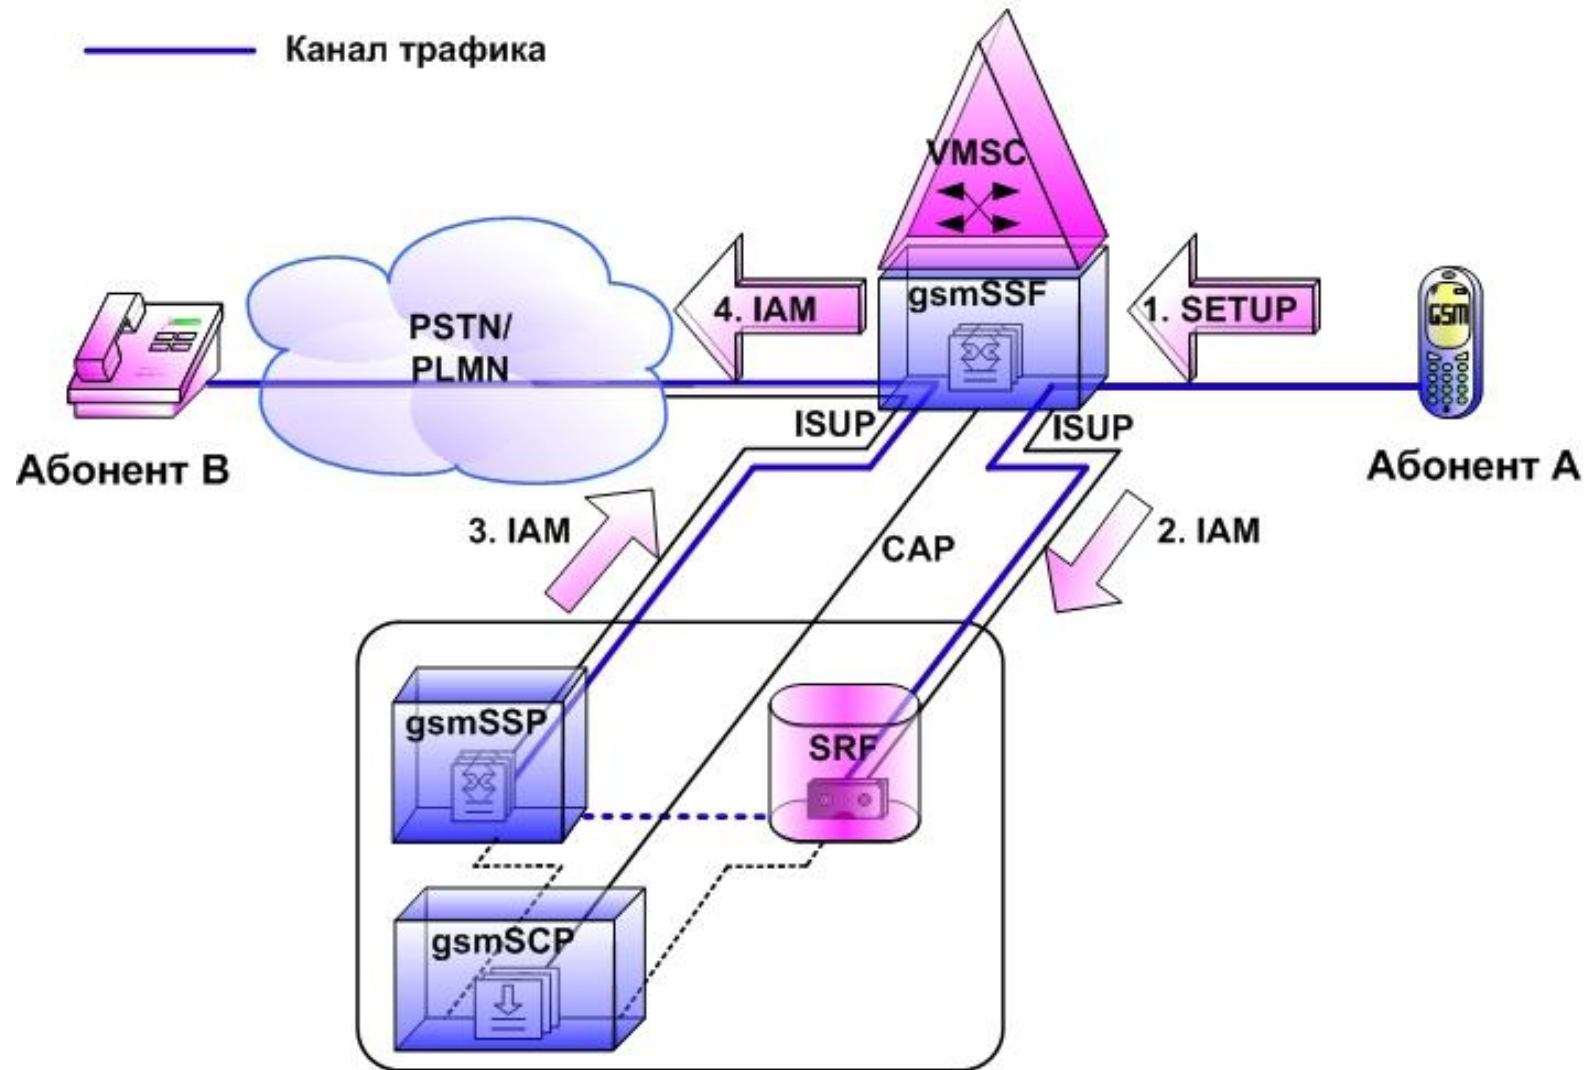 Канал трафика
VMSC
gsmSSF
4. IAM
1. SETUP
GSM
PSTN/
PLMN
ISUP
ISUP
Абонент B
Абонент A
3. IAM
CAP
2. IAM
gsmSSP
SRF
gsmSCP